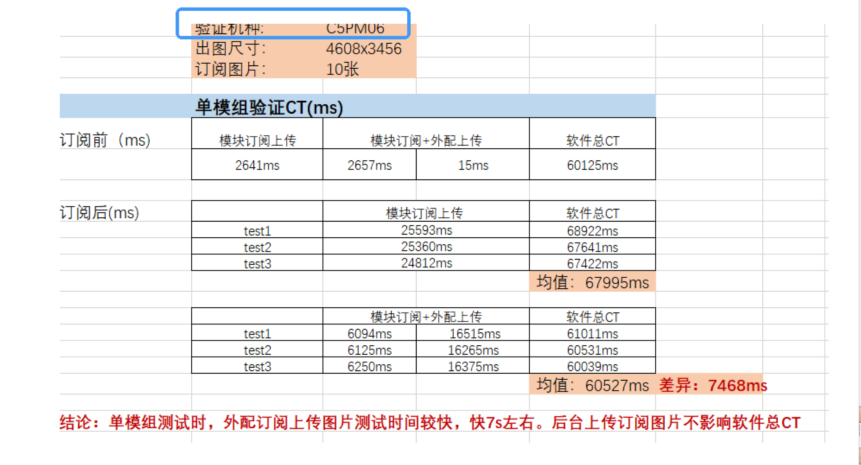 验证机种: C5PM06
出图尺寸: 4608x3456
订阅图片: 10张
单模组验证CT(ms)
订阅前（ms) 模块订阅上传 模块订阅+外配上传 软件总CT
2641ms 2657ms 15ms 60125ms
订阅后(ms) 模块订阅上传 软件总CT
test1 25593ms 68922ms
test2 25360ms 67641ms
test3 24812ms 67422ms
均值：67995ms
模块订阅+外配上传 软件总CT
test1 6094ms 16515ms 61011ms
test2 6125ms 16265ms 60531ms
test3 6250ms 16375ms 60039ms
均值：60527ms 差异：7468ms
结论：单模组测试时，外配订阅上传图片测试时间较快，快7s左右。后台上传订阅图片不影响软件总CT